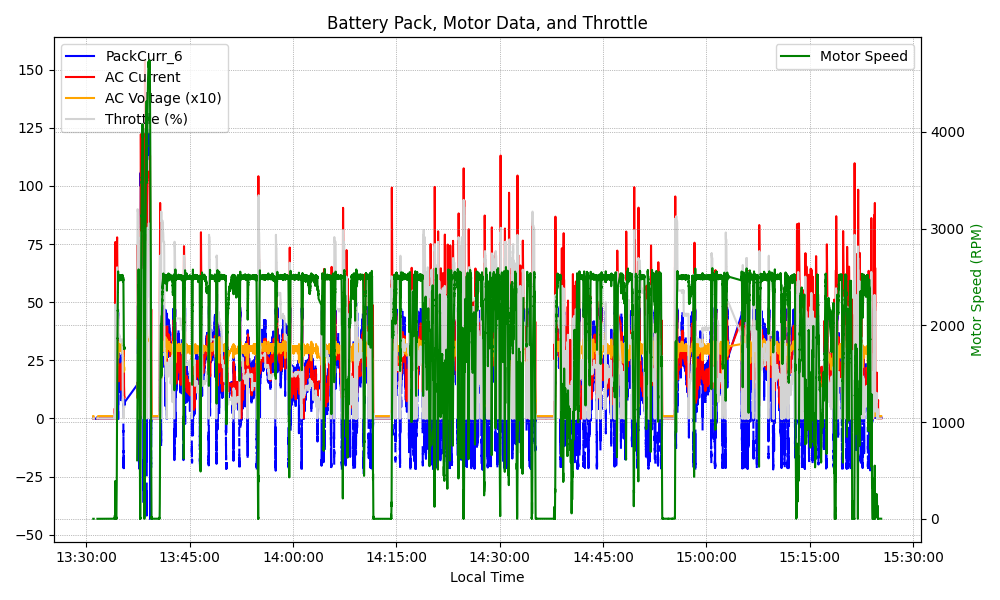 Battery Pack, Motor Data, and Throttle
PackCurr_6
AC Current
AC Voltage (x10)
Throttle (%)
Motor Speed
150
125
100
75
50
25
0
−25
−50
4000
3000
2000
1000
0
Motor Speed (RPM)
13:30:00 13:45:00 14:00:00 14:15:00 14:30:00 14:45:00 15:00:00 15:15:00 15:30:00
Local Time